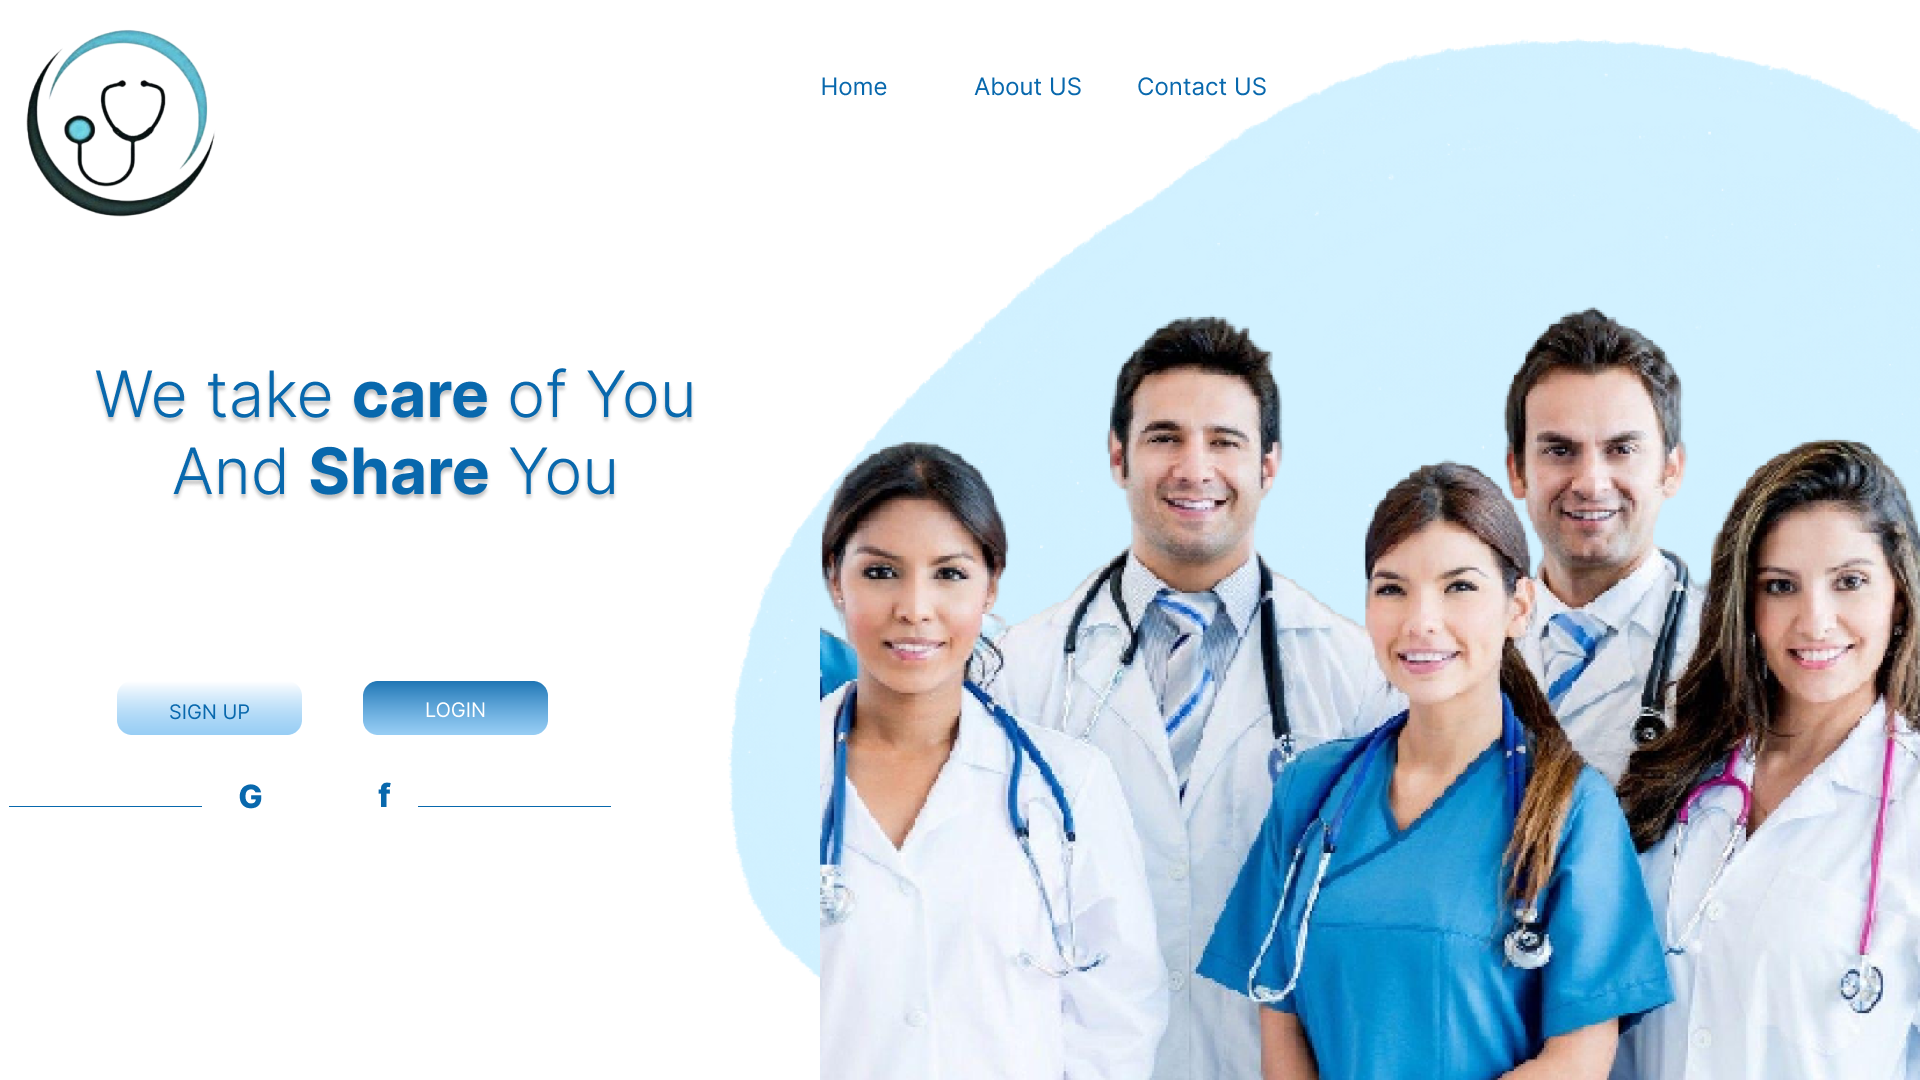 Home About US Contact US
We take care of You
And Share You
SIGN UP LOGIN
G f